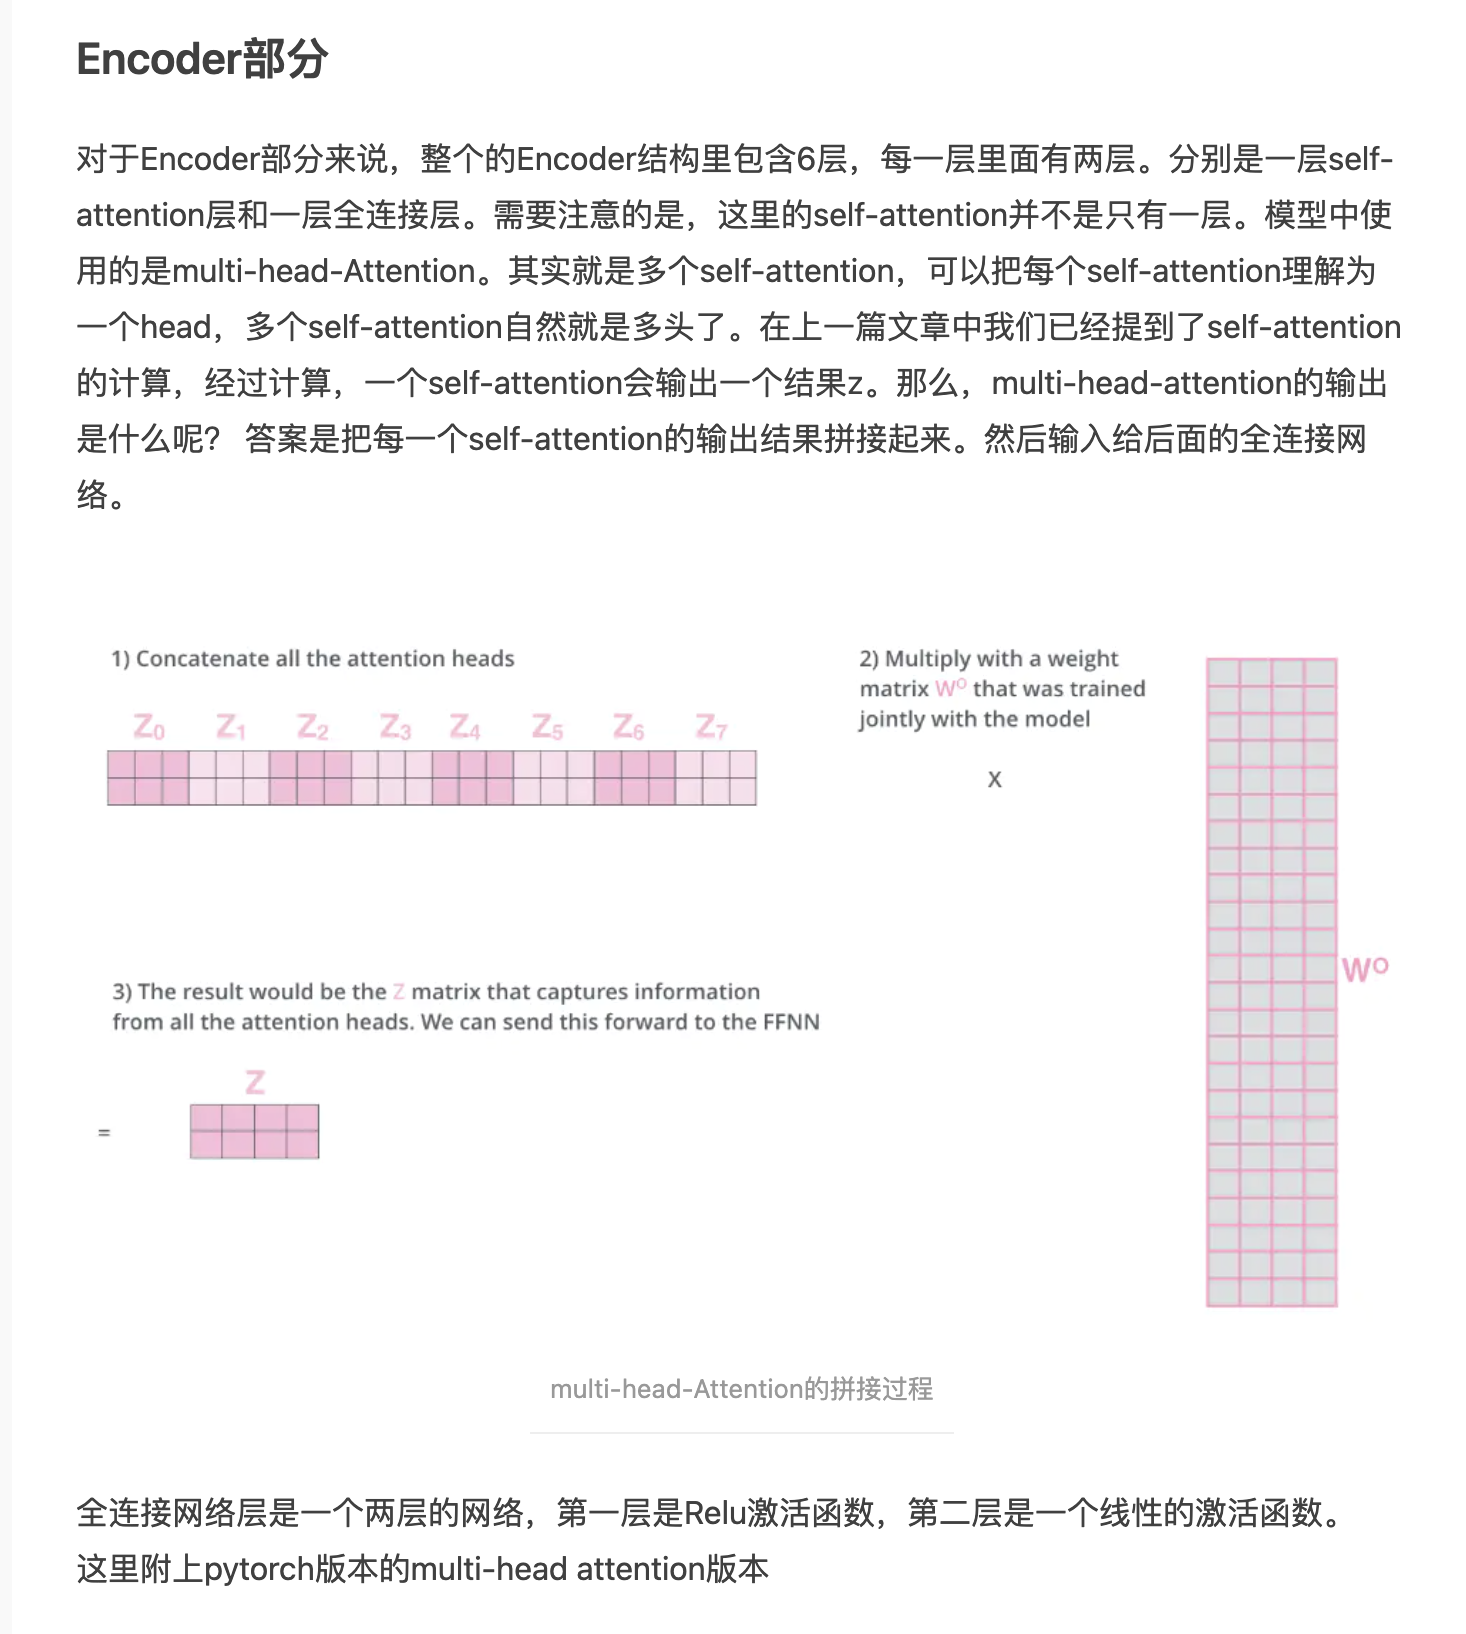 Encoder部分
对于Encoder部分来说，整个的Encoder结构里包含6层，每一层里面有两层。分别是一层self-
attention层和一层全连接层。需要注意的是，这里的self-attention并不是只有一层。模型中使
用的是multi-head-Attention。其实就是多个self-attention，可以把每个self-attention理解为
一个head，多个self-attention自然就是多头了。在上一篇文章中我们已经提到了self-attention
的计算，经过计算，一个self-attention会输出一个结果z。那么，multi-head-attention的输出
是什么呢？ 答案是把每一个self-attention的输出结果拼接起来。然后输入给后面的全连接网
络。
1) Concatenate all the attention heads
Z0 Z1 Z2 Z3 Z4 Z5 Z6 Z7
2) Multiply with a weight
matrix W^O that was trained
jointly with the model
X
W^O
3) The result would be the Z matrix that captures information
from all the attention heads. We can send this forward to the FFNN
Z
=
multi-head-Attention的拼接过程
全连接网络层是一个两层的网络，第一层是Relu激活函数，第二层是一个线性的激活函数。
这里附上pytorch版本的multi-head attention版本